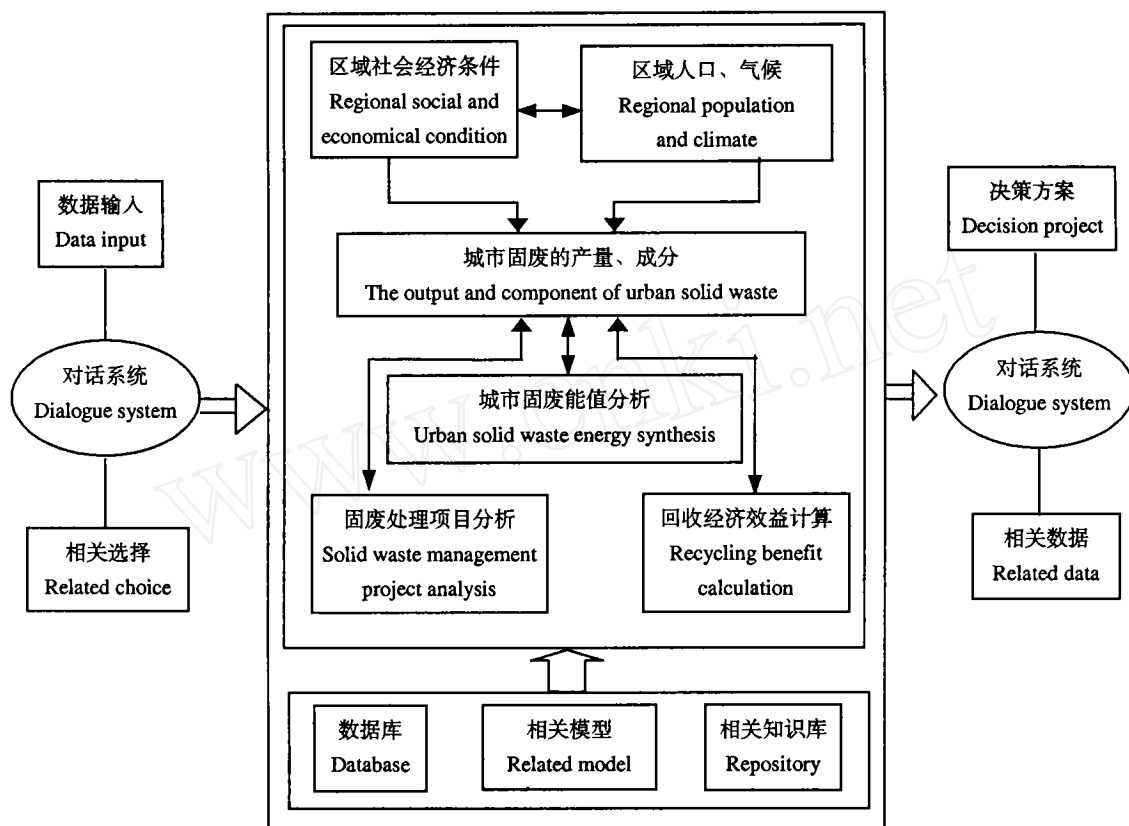 区域社会经济条件
Regional social and
economical condition
区域人口、气候
Regional population
and climate
数据输入
Data input
决策方案
Decision project
城市固废的产量、成分
The output and component of urban solid waste
对话系统
Dialogue system
对话系统
Dialogue system
城市固废能值分析
Urban solid waste energy synthesis
固废处理项目分析
Solid waste management
project analysis
回收经济效益计算
Recycling benefit
calculation
相关选择
Related choice
相关数据
Related data
数据库
Database
相关模型
Related model
相关知识库
Repository
www.cnki.net